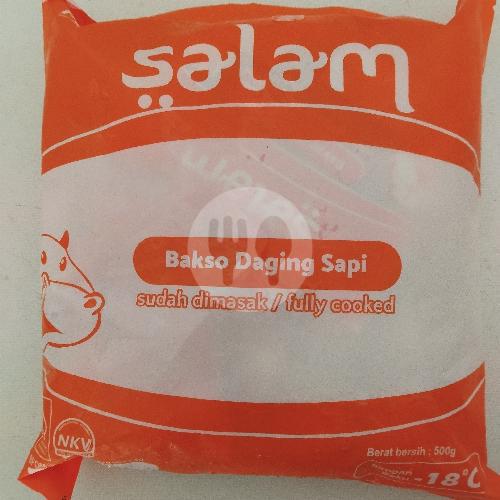 salam
Bakso Daging Sapi
sudah dimasak / fully cooked
NKV
Berat bersih : 500g
-18°C